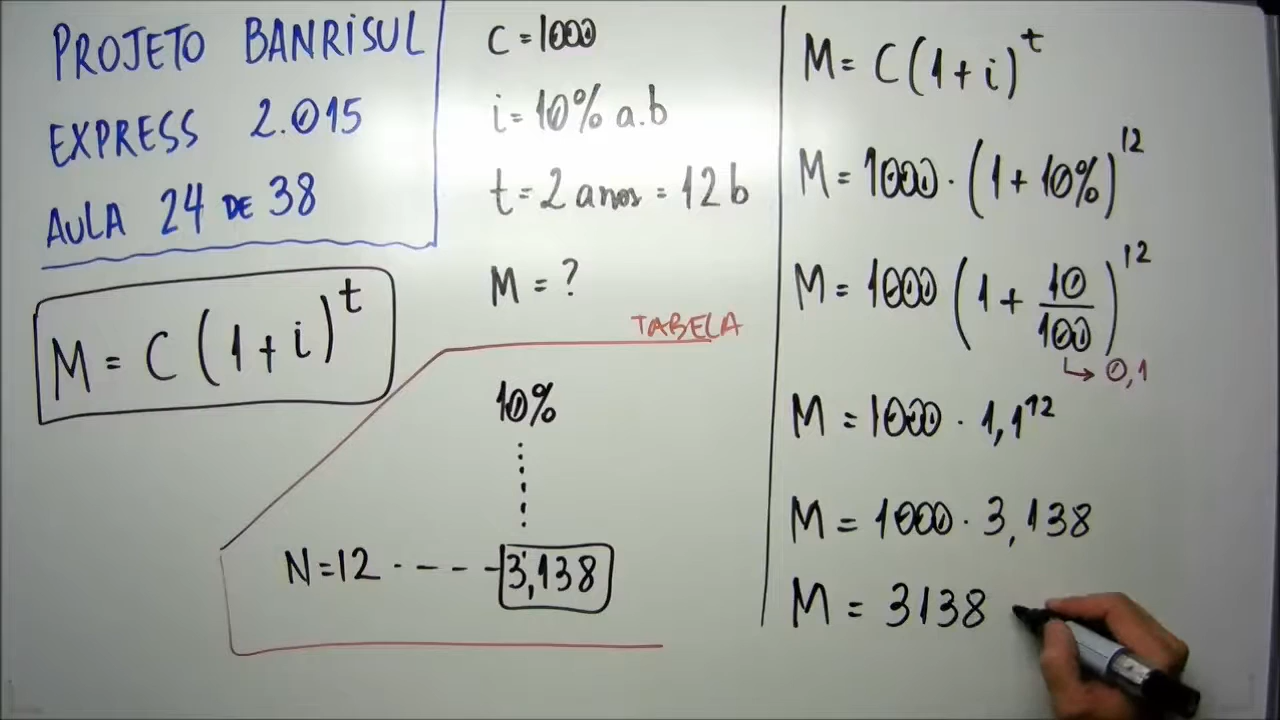 PROJETO BANRISUL
EXPRESS 2.015
AULA 24 DE 38
M = C (1 + i)^t
C = 1000
i = 10% a.b
t = 2 anos = 12 b
M = ?
TABELA
10%
N = 12 ---- 3,138
M = C (1 + i)^t
M = 1000 · (1 + 10%)^12
M = 1000 (1 + 10/100)^12
↳ 0,1
M = 1000 · 1,1^12
M = 1000 · 3,138
M = 3138